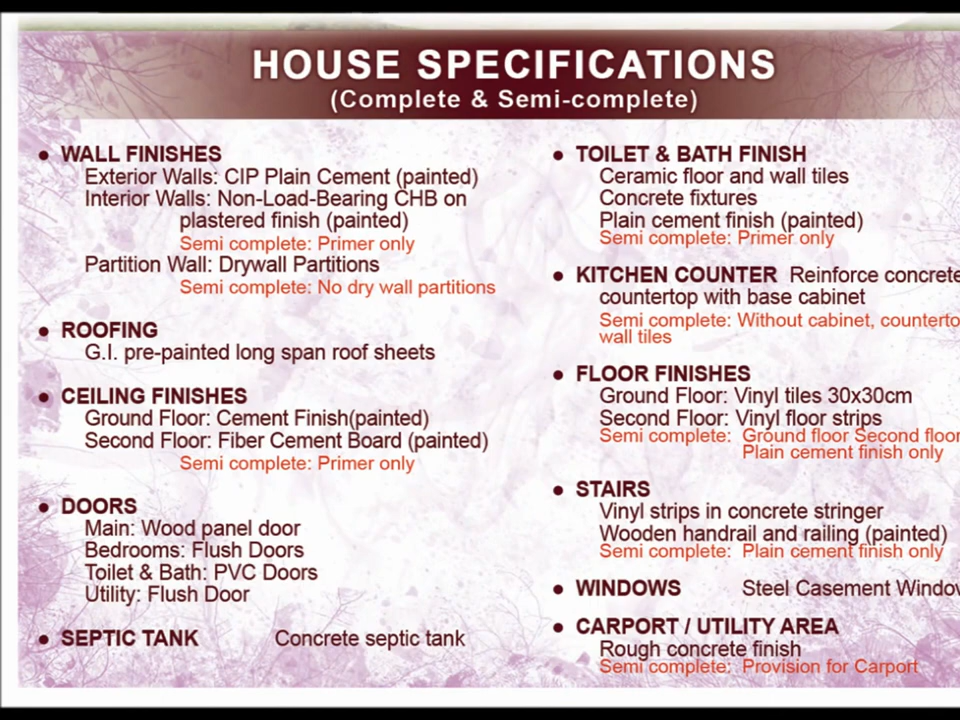 HOUSE SPECIFICATIONS
(Complete & Semi-complete)
● WALL FINISHES
Exterior Walls: CIP Plain Cement (painted)
Interior Walls: Non-Load-Bearing CHB on
plastered finish (painted)
Semi complete: Primer only
Partition Wall: Drywall Partitions
Semi complete: No dry wall partitions
● ROOFING
G.I. pre-painted long span roof sheets
● CEILING FINISHES
Ground Floor: Cement Finish(painted)
Second Floor: Fiber Cement Board (painted)
Semi complete: Primer only
● DOORS
Main: Wood panel door
Bedrooms: Flush Doors
Toilet & Bath: PVC Doors
Utility: Flush Door
● SEPTIC TANK Concrete septic tank
● TOILET & BATH FINISH
Ceramic floor and wall tiles
Concrete fixtures
Plain cement finish (painted)
Semi complete: Primer only
● KITCHEN COUNTER Reinforce concrete
countertop with base cabinet
Semi complete: Without cabinet,
wall tiles
● FLOOR FINISHES
Ground Floor: Vinyl tiles 30x30cm
Second Floor: Vinyl floor strips
Semi complete: Ground floor Second floor
Plain cement finish only
● STAIRS
Vinyl strips in concrete stringer
Wooden handrail and railing (painted)
Semi complete: Plain cement finish only
● WINDOWS Steel Casement
● CARPORT / UTILITY AREA
Rough concrete finish
Semi complete: Provision for Carport